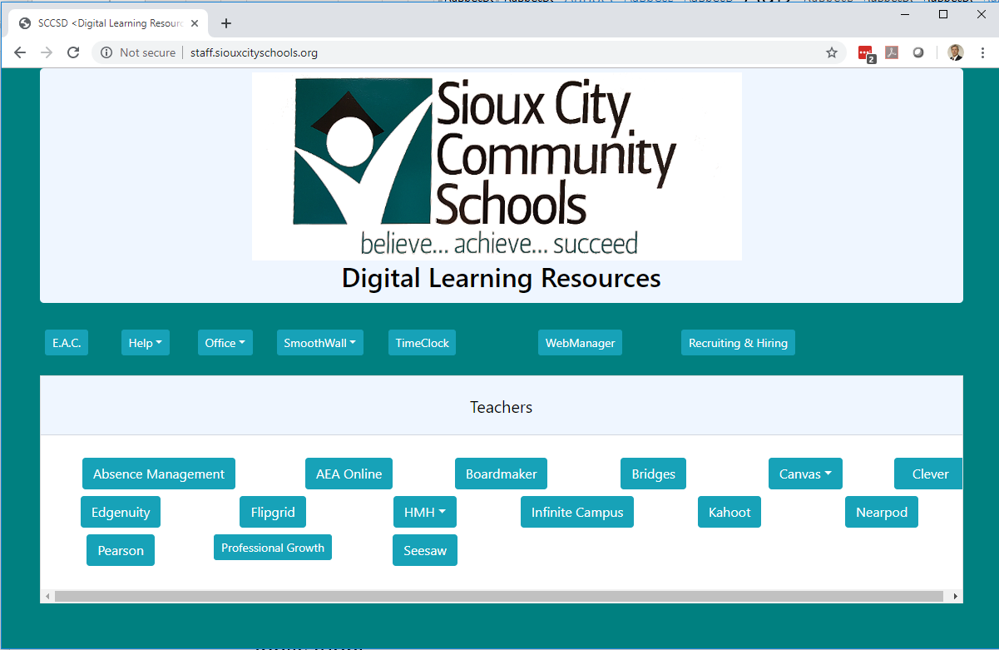 SCCSD <Digital Learning Resourc
Not secure | staff.siouxcityschools.org
2
Sioux City
Community
Schools
believe... achieve... succeed
Digital Learning Resources
E.A.C. Help Office SmoothWall TimeClock WebManager Recruiting & Hiring
Teachers
Absence Management AEA Online Boardmaker Bridges Canvas Clever
Edgenuity Flipgrid HMH Infinite Campus Kahoot Nearpod
Pearson Professional Growth Seesaw